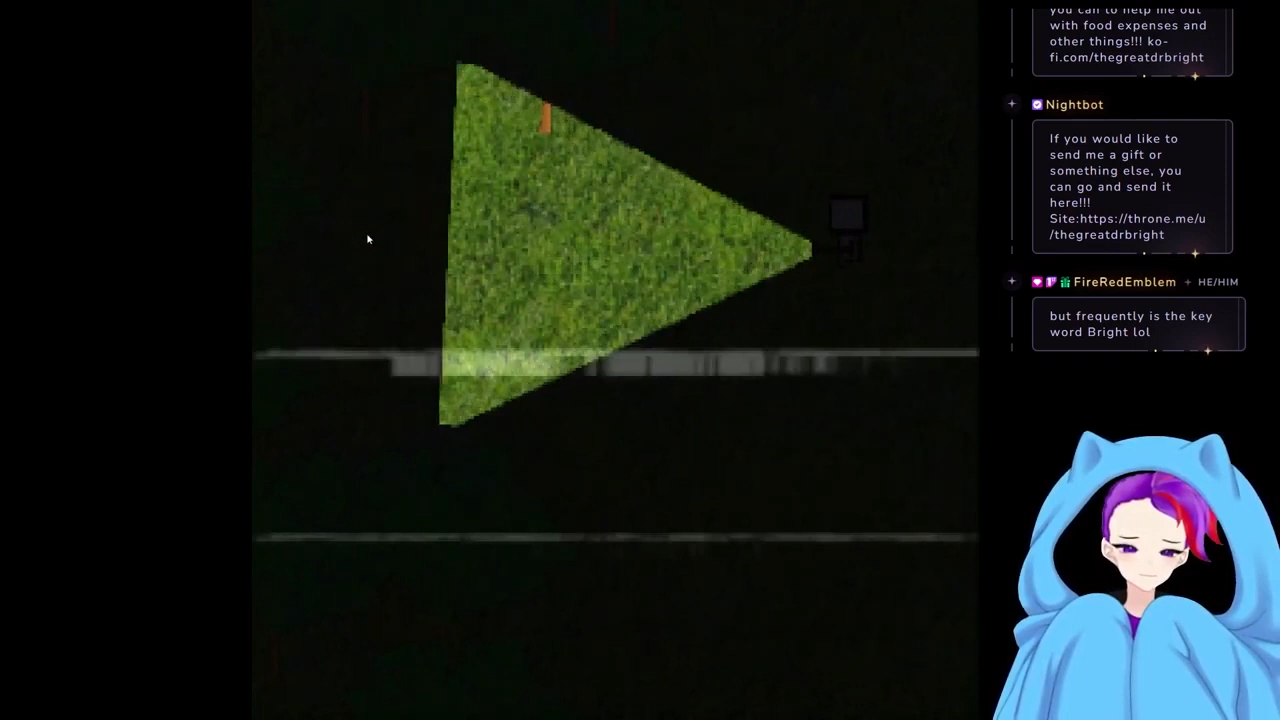 you can to help me out
with food expenses and
other things!!! ko-
fi.com/thegreatdrbright
Nightbot
If you would like to
send me a gift or
something else, you
can go and send it
here!!!
Site:https://throne.me/u
/thegreatdrbright
FireRedEmblem HE/HIM
but frequently is the key
word Bright lol